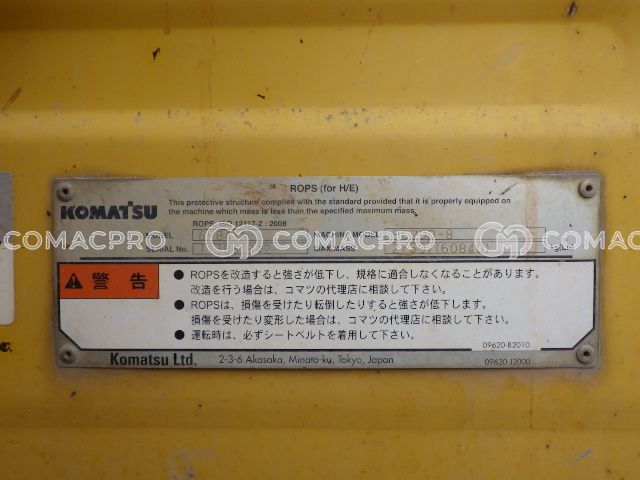 ROPS (for H/E)
This protective structure complies with the standard provided that it is properly equipped on
the machine which mass is less than the specified maximum mass.
KOMATSU
ROPS: ISO 12117-2 : 2008
MODEL
MACHINE MODEL
-8
SERIAL No.
MAX.MASS
COMACPRO COMACPRO COMACPRO
警告
● ROPSを改造すると強さが低下し、規格に適合しなくなることがあります。
改造を行う場合は、コマツの代理店に相談して下さい。
● ROPSは、損傷を受けたり転倒したりすると強さが低下します。
損傷を受けたり変形した場合は、コマツの代理店に相談して下さい。
● 運転時は、必ずシートベルトを着用して下さい。
09620-B2010
Komatsu Ltd.
2-3-6 Akasaka, Minato-ku, Tokyo, Japan
09620-J2000